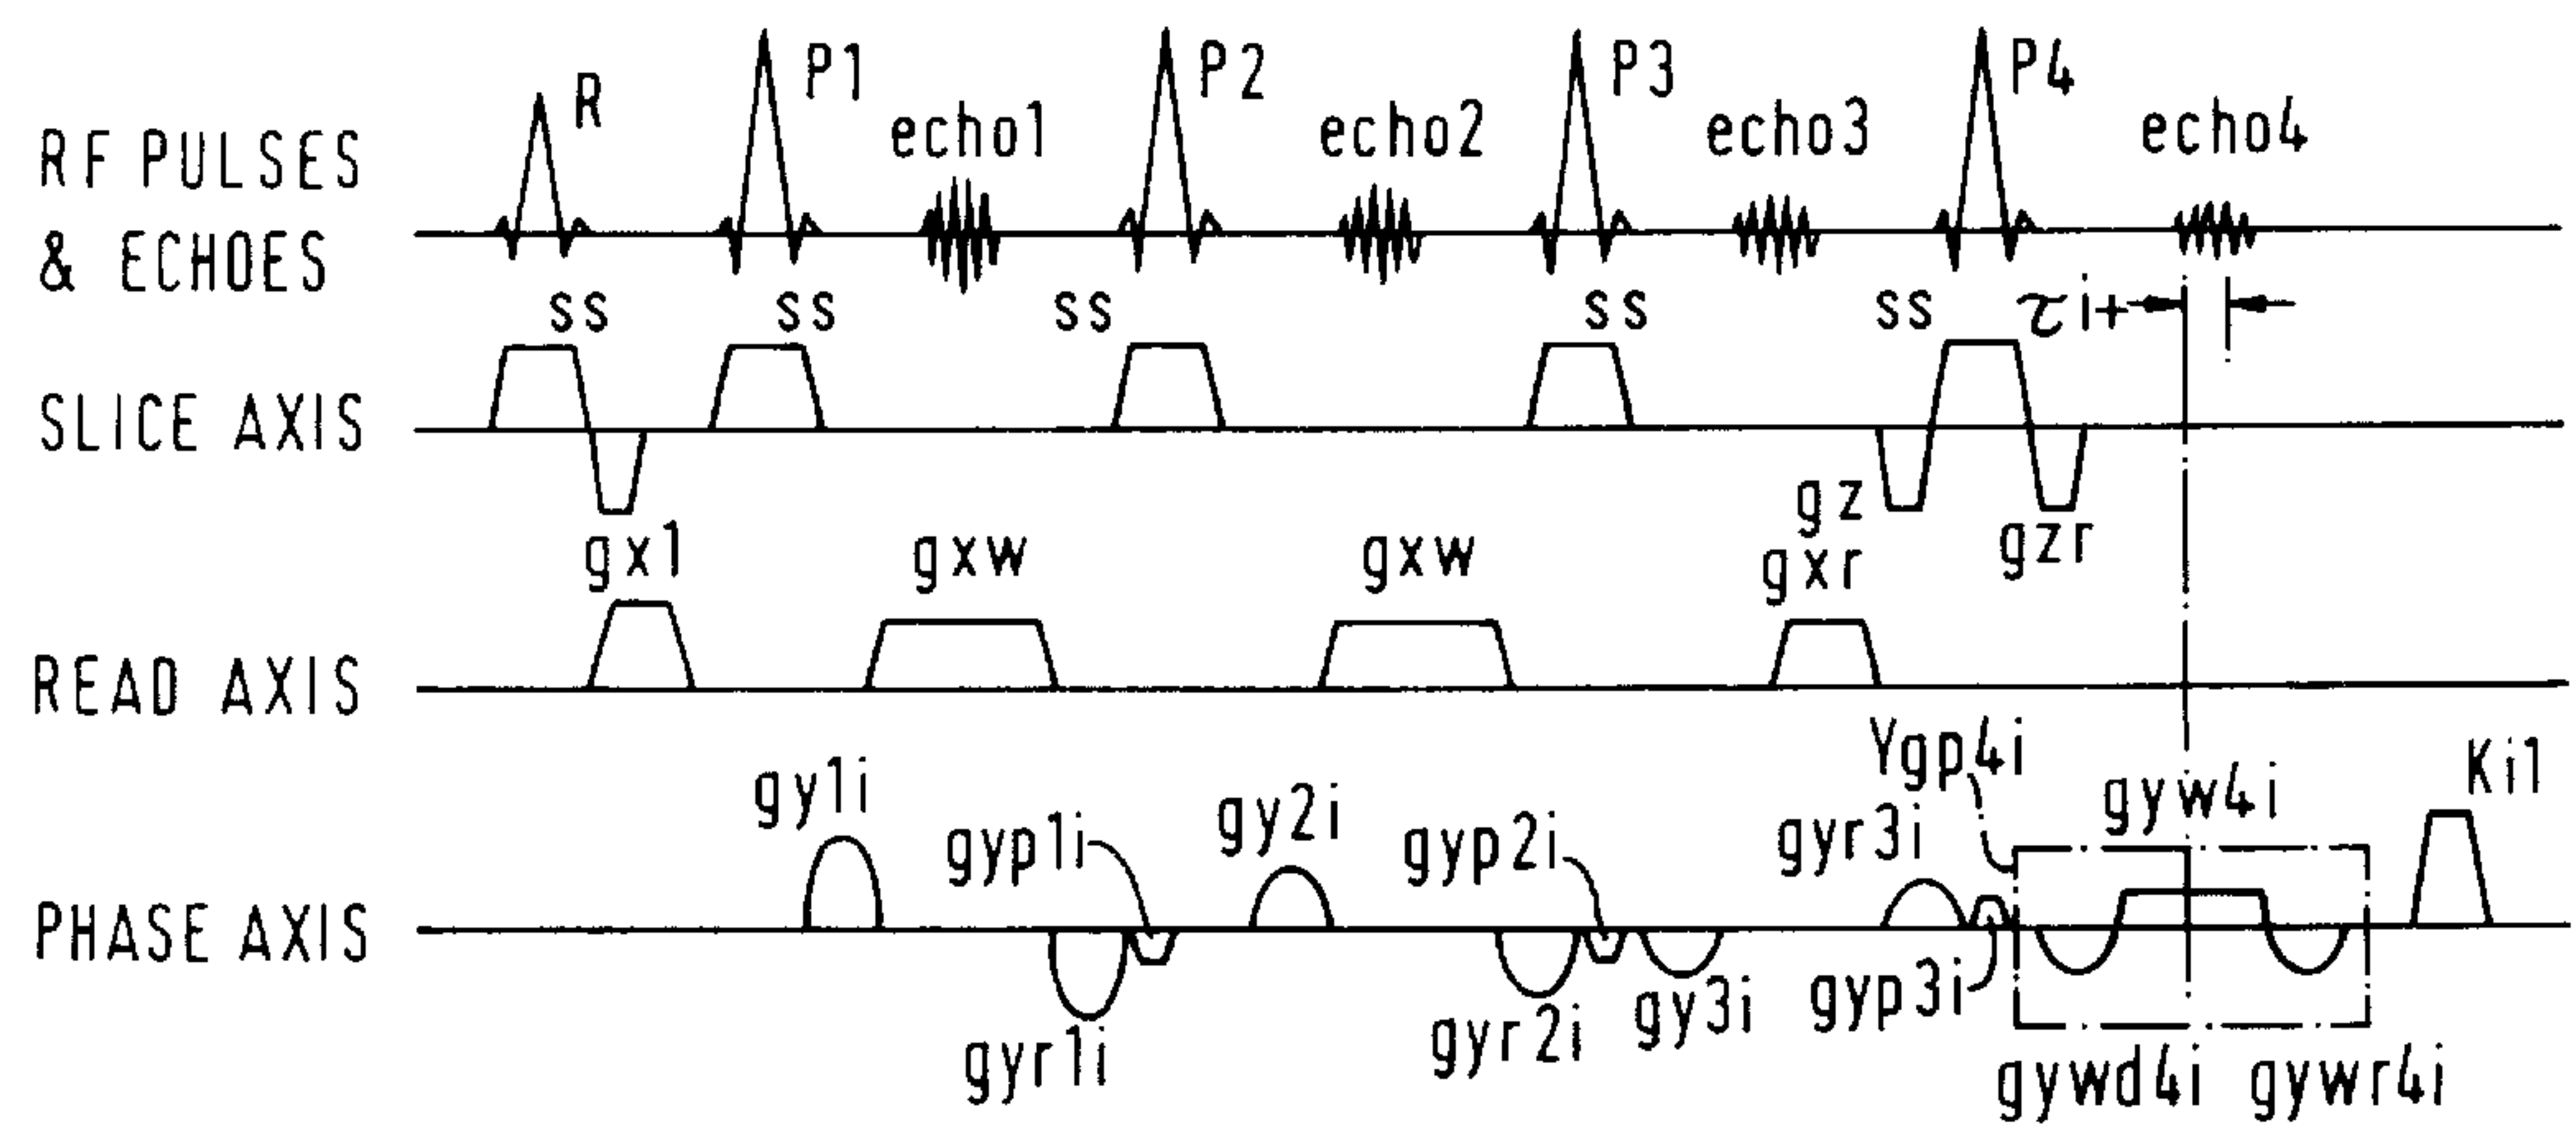 RF PULSES
& ECHOES
R
P1
echo1
P2
echo2
P3
echo3
P4
echo4
ss
ss
ss
ss
ss
τi+
SLICE AXIS
gz
gzr
gx1
gxw
gxw
gxr
READ AXIS
Ygp4i
gy1i
gyp1i
gy2i
gyp2i
gyr3i
gyw4i
Ki1
PHASE AXIS
gyr1i
gyr2i
gy3i
gyp3i
gywd4i
gywr4i